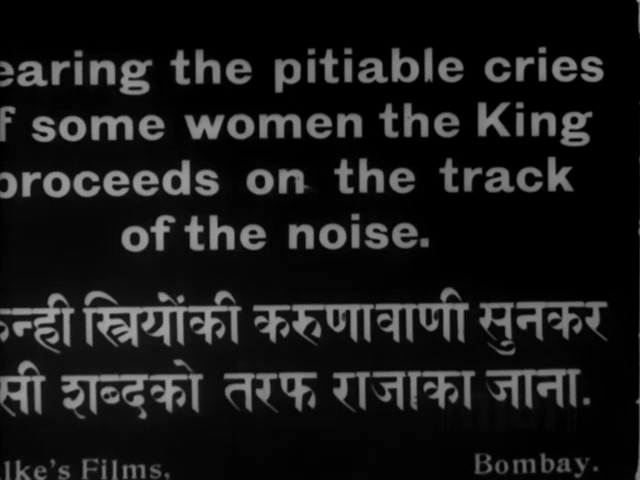 earing the pitiable cries
f some women the King
proceeds on the track
of the noise.
न्ही स्त्रियोंकी करुणावाणी सुनकर
सी शब्दको तरफ राजाका जाना.
lke's Films, Bombay.